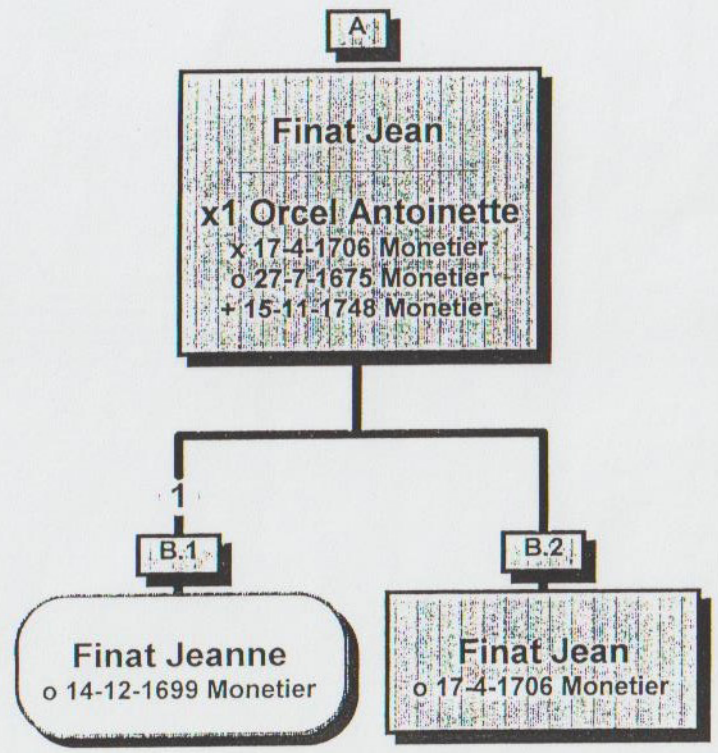 A
Finat Jean
x1 Orcel Antoinette
x 17-4-1706 Monetier
o 27-7-1675 Monetier
+ 15-11-1748 Monetier
1
B.1
B.2
Finat Jeanne
o 14-12-1699 Monetier
Finat Jean
o 17-4-1706 Monetier